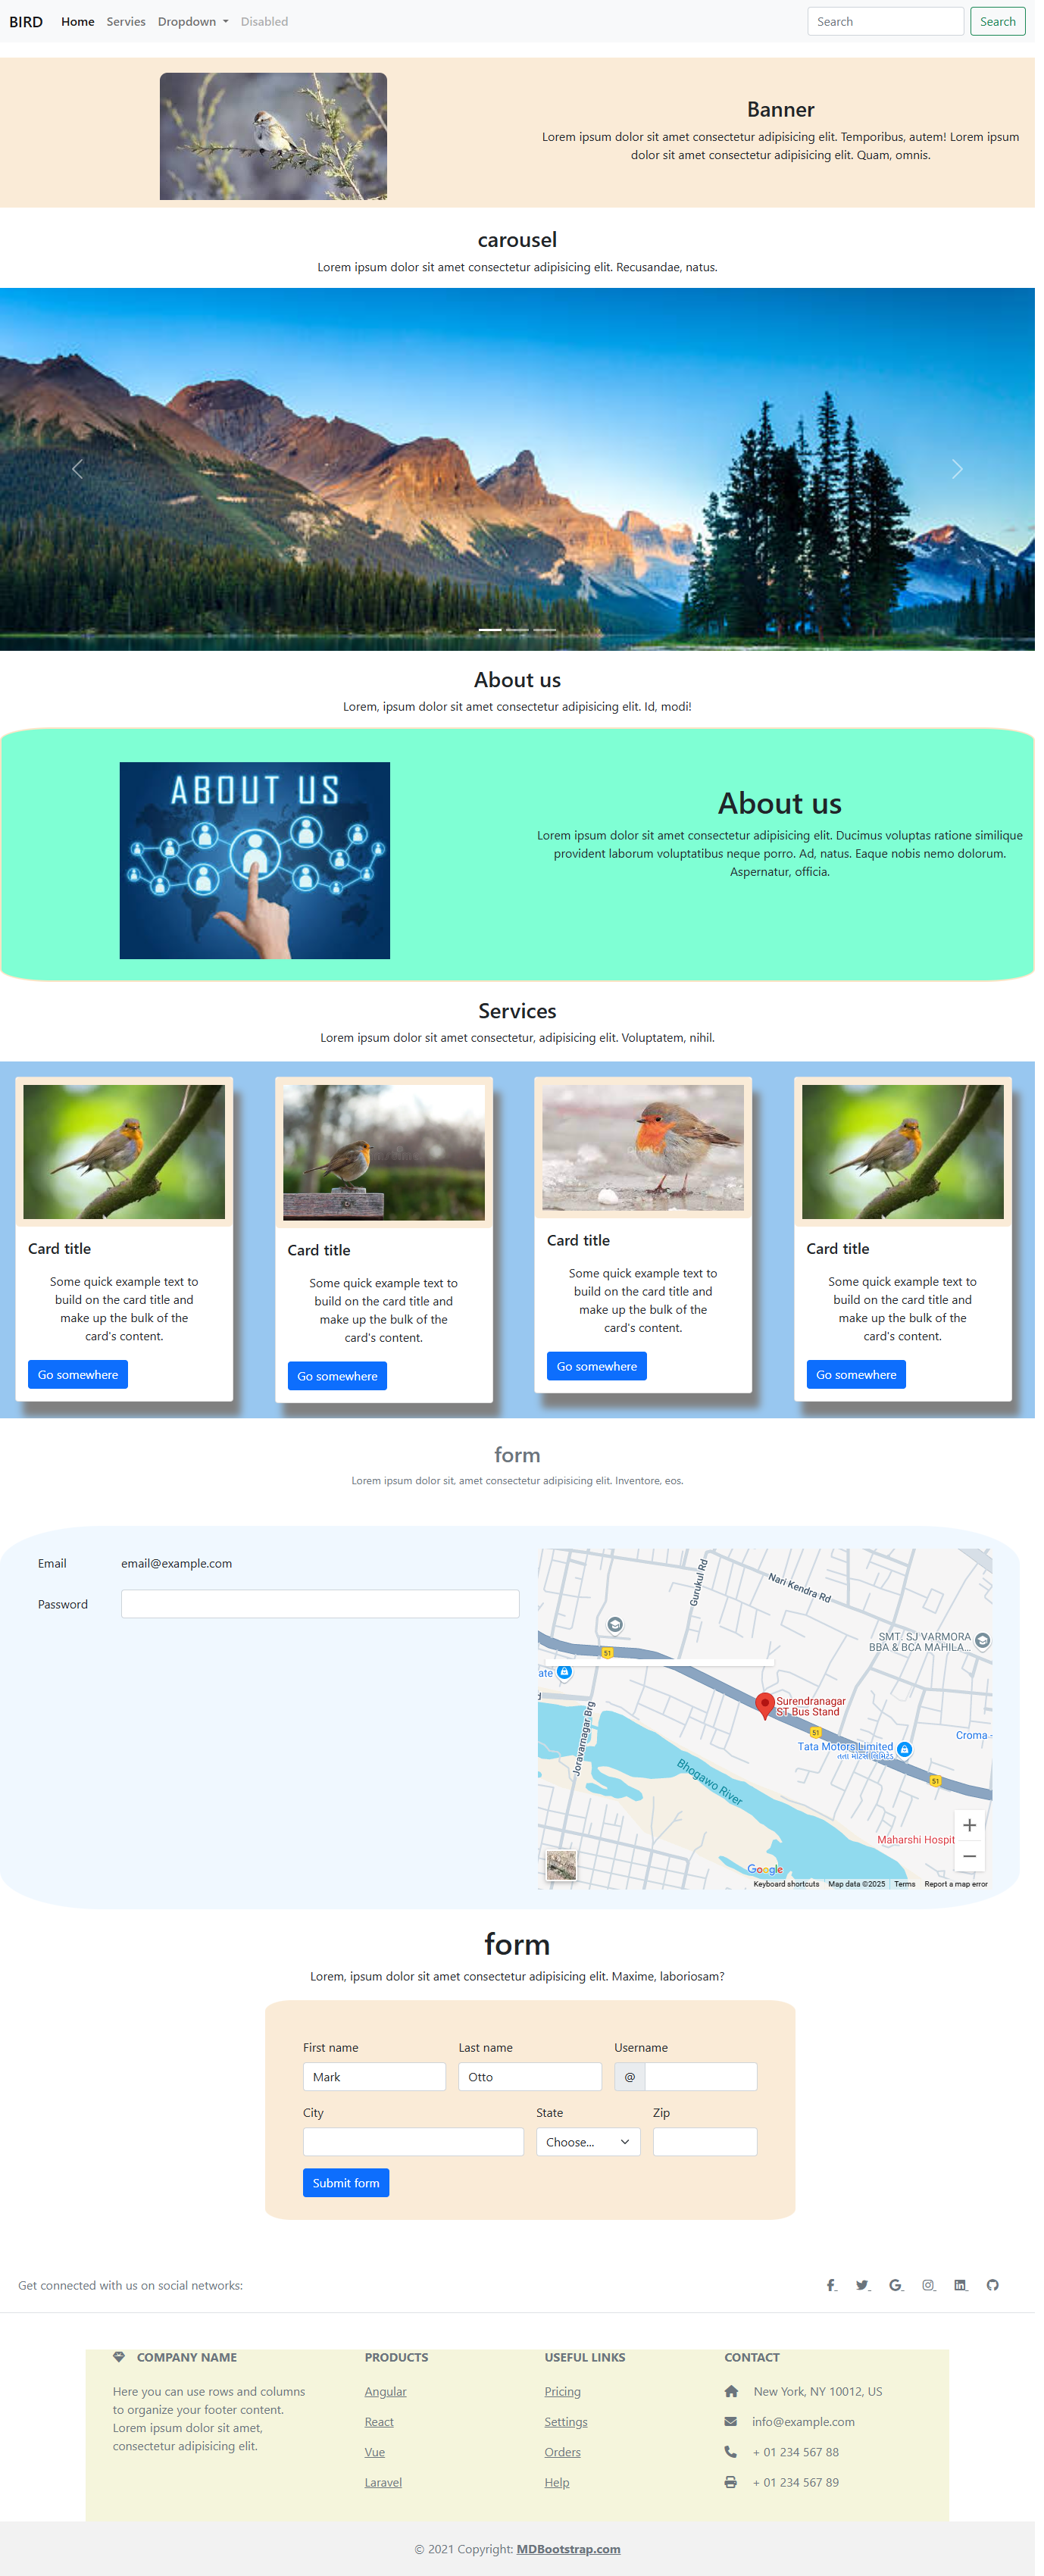 BIRD Home Servies Dropdown Disabled Search Search
Banner
Lorem ipsum dolor sit amet consectetur adipisicing elit. Temporibus, autem! Lorem ipsum
dolor sit amet consectetur adipisicing elit. Quam, omnis.
carousel
Lorem ipsum dolor sit amet consectetur adipisicing elit. Recusandae, natus.
About us
Lorem, ipsum dolor sit amet consectetur adipisicing elit. Id, modi!
ABOUT US
About us
Lorem ipsum dolor sit amet consectetur adipisicing elit. Ducimus voluptas ratione similique
provident laborum voluptatibus neque porro. Ad, natus. Eaque nobis nemo dolorum.
Aspernatur, officia.
Services
Lorem ipsum dolor sit amet consectetur, adipisicing elit. Voluptatem, nihil.
Card title
Some quick example text to
build on the card title and
make up the bulk of the
card's content.
Go somewhere
Card title
Some quick example text to
build on the card title and
make up the bulk of the
card's content.
Go somewhere
Card title
Some quick example text to
build on the card title and
make up the bulk of the
card's content.
Go somewhere
Card title
Some quick example text to
build on the card title and
make up the bulk of the
card's content.
Go somewhere
form
Lorem ipsum dolor sit, amet consectetur adipisicing elit. Inventore, eos.
Email email@example.com
Password
Gurukul Rd
Nari Kendra Rd
SMT. SJ VARMORA
BBA & BCA MAHILA...
51
ate
Surendranagar
ST Bus Stand
51
Joravarnagar Brg
Croma
Tata Motors Limited
તાતા મોટર્સ લિમિટેડ
51
Bhogawo River
Maharshi Hospit
Google
Keyboard shortcuts Map data ©2025 Terms Report a map error
form
Lorem, ipsum dolor sit amet consectetur adipisicing elit. Maxime, laboriosam?
First name Last name Username
Mark Otto @
City State Zip
Choose...
Submit form
Get connected with us on social networks:
COMPANY NAME
Here you can use rows and columns
to organize your footer content.
Lorem ipsum dolor sit amet,
consectetur adipisicing elit.
PRODUCTS
Angular
React
Vue
Laravel
USEFUL LINKS
Pricing
Settings
Orders
Help
CONTACT
New York, NY 10012, US
info@example.com
+ 01 234 567 88
+ 01 234 567 89
© 2021 Copyright: MDBootstrap.com